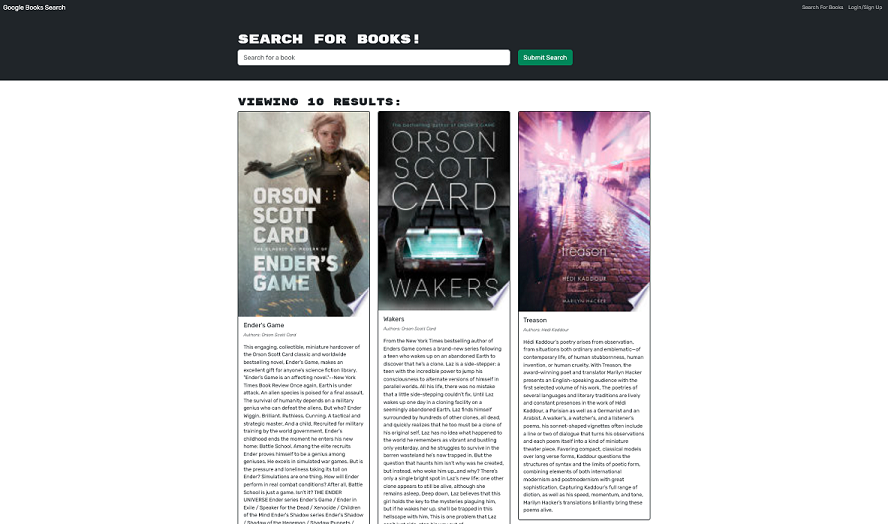 Google Books Search
Search For Books
Login/Sign Up
SEARCH FOR BOOKS!
Search for a book
Submit Search
VIEWING 10 RESULTS:
ORSON
SCOTT
CARD
ENDER'S
GAME
Ender's Game
Authors: Orson Scott Card
This engaging, collectible, miniature hardcover of
the Orson Scott Card classic and worldwide
bestselling novel, Ender's Game, makes an
excellent gift for anyone's science fiction library.
"Ender's Game is an affecting novel."--New York
Times Book Review Once again, Earth is under
attack. An alien species is poised for a final assault.
The survival of humanity depends on a military
genius who can defeat the aliens. But who? Ender
Wiggin. Brilliant. Ruthless. Cunning. A tactical and
strategic master. And a child. Recruited for military
training by the world government, Ender's
childhood ends the moment he enters his new
home: Battle School. Among the elite recruits
Ender proves himself to be a genius among
geniuses. He excels in simulated war games. But is
the pressure and loneliness taking its toll on
Ender? Simulations are one thing. How will Ender
perform in real combat conditions? After all, Battle
School is just a game. Isn't it? THE ENDER
UNIVERSE Ender series Ender's Game / Ender in
Exile / Speaker for the Dead / Xenocide / Children
of the Mind Ender's Shadow series Ender's Shadow
/ Shadow of the Hegemon / Shadow Puppets /
the bestselling author of ENDER'S GAME
ORSON
SCOTT
CARD
WAKERS
Wakers
Authors: Orson Scott Card
From the New York Times bestselling author of
Enders Game comes a brand-new series following
a teen who wakes up on an abandoned Earth to
discover that he's a clone. Laz is a side-stepper: a
teen with the incredible power to jump his
consciousness to alternate versions of himself in
parallel worlds. All his life, there was no mistake
that a little side-stepping couldn't fix. Until Laz
wakes up one day in a cloning facility on a
seemingly abandoned Earth. Laz finds himself
surrounded by hundreds of other clones, all dead,
and quickly realizes that he too must be a clone of
his original self. Laz has no idea what happened to
the world he remembers as vibrant and bustling
only yesterday, and he struggles to survive in the
barren wasteland he's now trapped in. But the
question that haunts him isn't why was he created,
but instead, who woke him up...and why? There's
only a single bright spot in Laz's new life: one other
clone appears to still be alive, although she
remains asleep. Deep down, Laz believes that this
girl holds the key to the mysteries plaguing him,
but if he wakes her up, she'll be trapped in this
hellscape with him. This is one problem that Laz
treason
HÉDI KADDOUR
MARILYN HACKER
Treason
Authors: Hédi Kaddour
Hédi Kaddour's poetry arises from observation,
from situations both ordinary and emblematic—of
contemporary life, of human stubbornness, human
invention, or human cruelty. With Treason, the
award-winning poet and translator Marilyn Hacker
presents an English-speaking audience with the
first selected volume of his work. The poetries of
several languages and literary traditions are lively
and constant presences in the work of Hédi
Kaddour, a Parisian as well as a Germanist and an
Arabist. A walker's, a watcher's, and a listener's
poems, his sonnet-shaped vignettes often include
a line or two of dialogue that turns his observations
and each poem itself into a kind of miniature
theater piece. Favoring compact, classical models
over long verse forms, Kaddour questions the
structures of syntax and the limits of poetic form,
combining elements of both international
modernism and postmodernism with great
sophistication. Capturing Kaddour's full range of
diction, as well as his speed, momentum, and tone,
Marilyn Hacker's translations brilliantly bring these
poems alive.